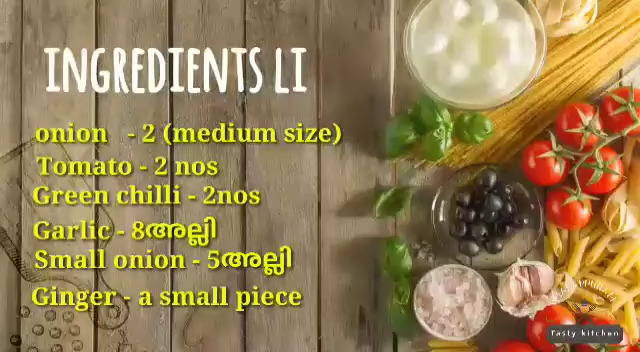 INGREDIENTS LI
onion - 2 (medium size)
Tomato - 2 nos
Green chilli - 2nos
Garlic - 8അല്ലി
Small onion - 5അല്ലി
Ginger - a small piece
Tasty kitchen